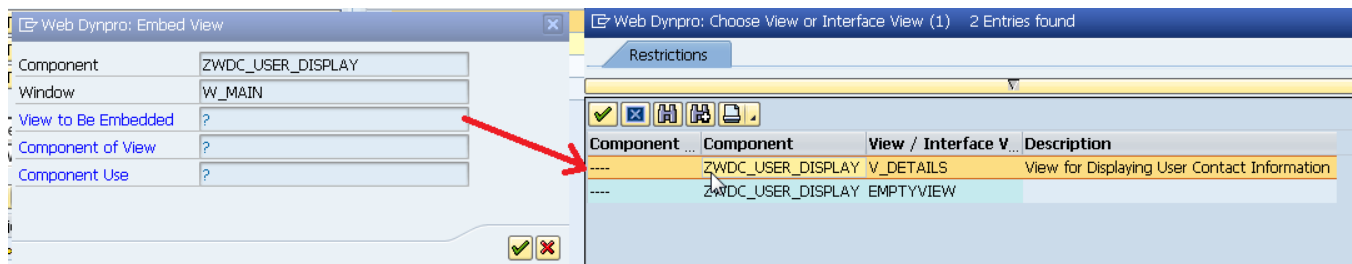 Web Dynpro: Embed View
Component ZWDC_USER_DISPLAY
Window W_MAIN
View to Be Embedded ?
Component of View ?
Component Use ?
Web Dynpro: Choose View or Interface View (1) 2 Entries found
Restrictions
Component ... Component View / Interface V... Description
---- ZWDC_USER_DISPLAY V_DETAILS View for Displaying User Contact Information
---- ZWDC_USER_DISPLAY EMPTYVIEW